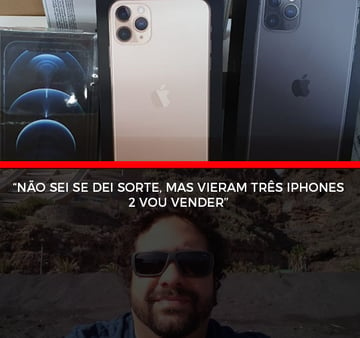 “NÃO SEI SE DEI SORTE, MAS VIERAM TRÊS IPHONES
2 VOU VENDER”